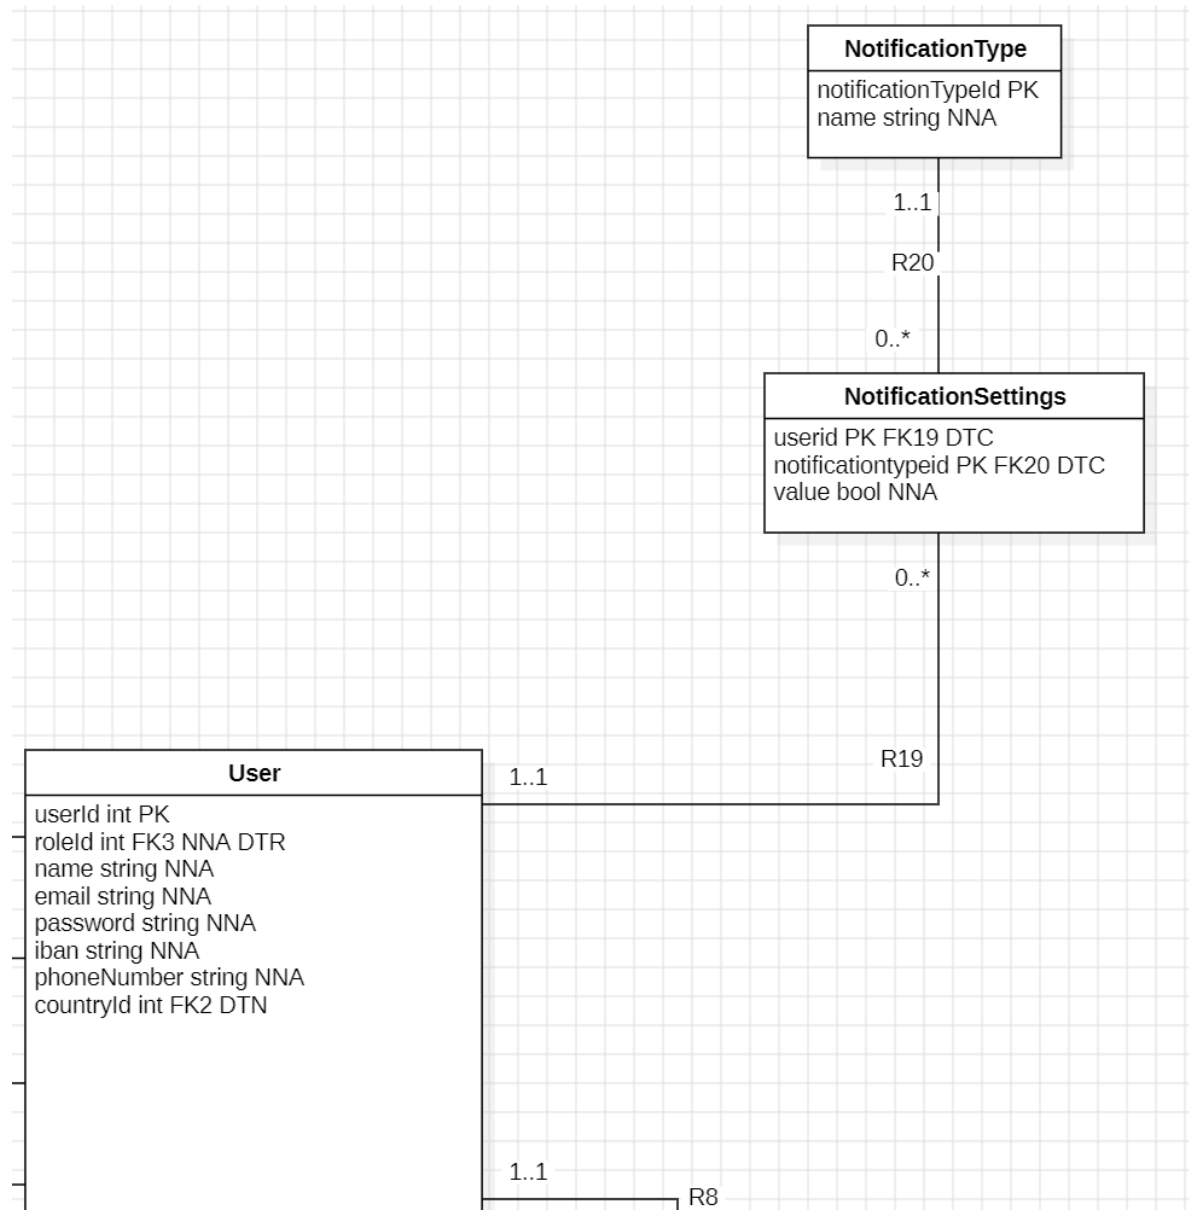 NotificationType
notificationTypeId PK
name string NNA
1..1
R20
0..*
NotificationSettings
userid PK FK19 DTC
notificationtypeid PK FK20 DTC
value bool NNA
0..*
R19
1..1
User
userId int PK
roleId int FK3 NNA DTR
name string NNA
email string NNA
password string NNA
iban string NNA
phoneNumber string NNA
countryId int FK2 DTN
1..1
R8